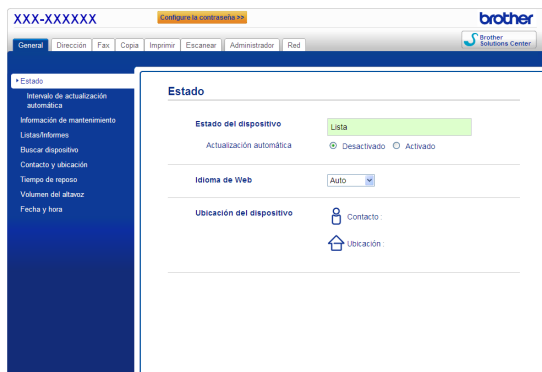 XXX-XXXXXX
Configure la contraseña >>
brother
General Dirección Fax Copia Imprimir Escanear Administrador Red
Brother Solutions Center
Estado
Intervalo de actualización automática
Información de mantenimiento
Listas/Informes
Buscar dispositivo
Contacto y ubicación
Tiempo de reposo
Volumen del altavoz
Fecha y hora
Estado
Estado del dispositivo Lista
Actualización automática Desactivado Activado
Idioma de Web Auto
Ubicación del dispositivo Contacto :
Ubicación :